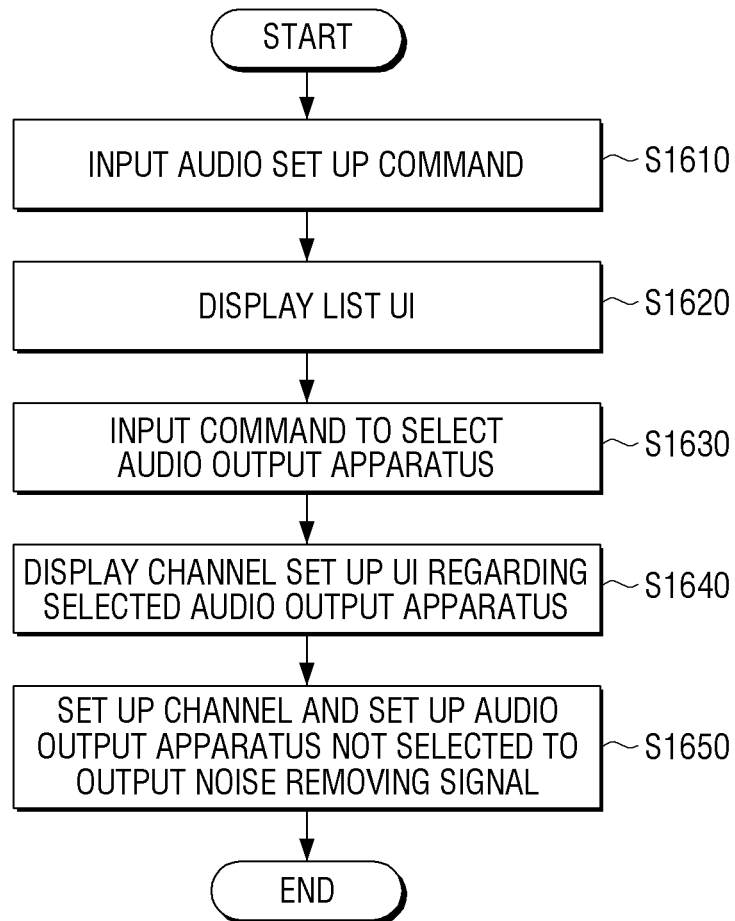 START
INPUT AUDIO SET UP COMMAND
S1610
DISPLAY LIST UI
S1620
INPUT COMMAND TO SELECT
AUDIO OUTPUT APPARATUS
S1630
DISPLAY CHANNEL SET UP UI REGARDING
SELECTED AUDIO OUTPUT APPARATUS
S1640
SET UP CHANNEL AND SET UP AUDIO
OUTPUT APPARATUS NOT SELECTED TO
OUTPUT NOISE REMOVING SIGNAL
S1650
END